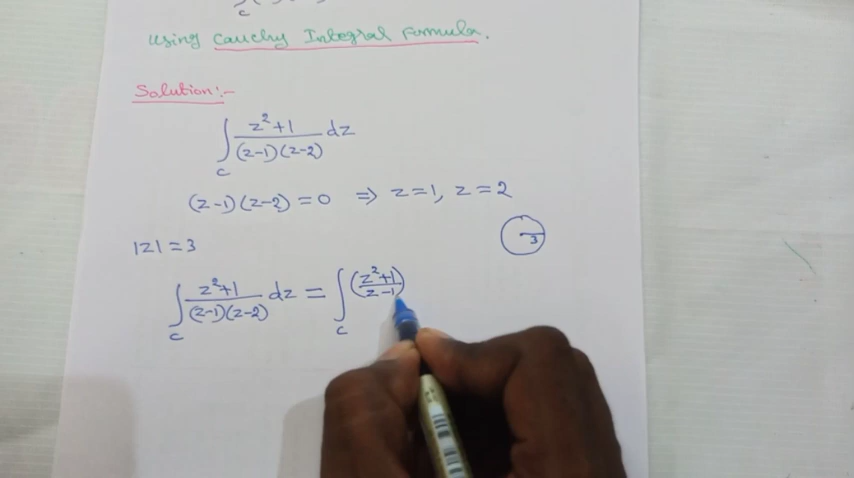 c
using Cauchy Integral Formula.
Solution:-
∫_c (z²+1)/((z-1)(z-2)) dz
(z-1)(z-2) = 0 ⇒ z=1, z=2
|z| = 3
3
∫_c (z²+1)/((z-1)(z-2)) dz = ∫_c ((z²+1)/(z-1))